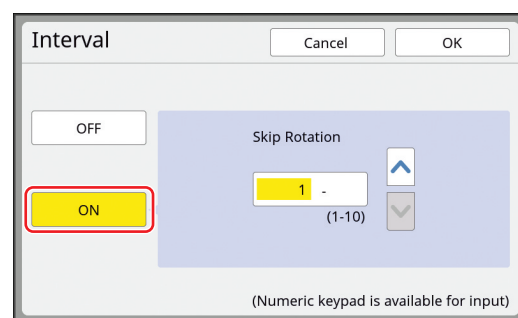 Interval
Cancel
OK
OFF
Skip Rotation
1 -
ON
(1-10)
(Numeric keypad is available for input)